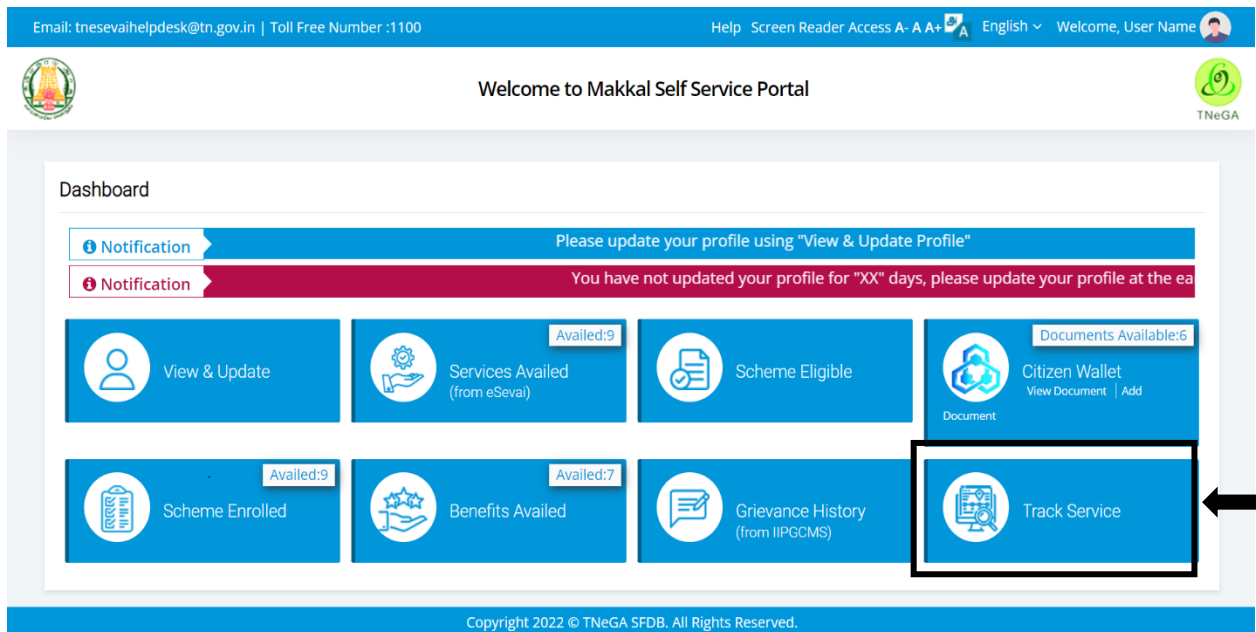 Email: tnesevaihelpdesk@tn.gov.in | Toll Free Number :1100
Help Screen Reader Access A- A A+ A English Welcome, User Name
Welcome to Makkal Self Service Portal
TNeGA
Dashboard
Notification
Please update your profile using "View & Update Profile"
Notification
You have not updated your profile for "XX" days, please update your profile at the ea
View & Update
Availed:9
Services Availed
(from eSevai)
Scheme Eligible
Documents Available:6
Citizen Wallet
View Document | Add
Document
Availed:9
Scheme Enrolled
Availed:7
Benefits Availed
Grievance History
(from IIPGCMS)
Track Service
Copyright 2022 © TNeGA SFDB. All Rights Reserved.